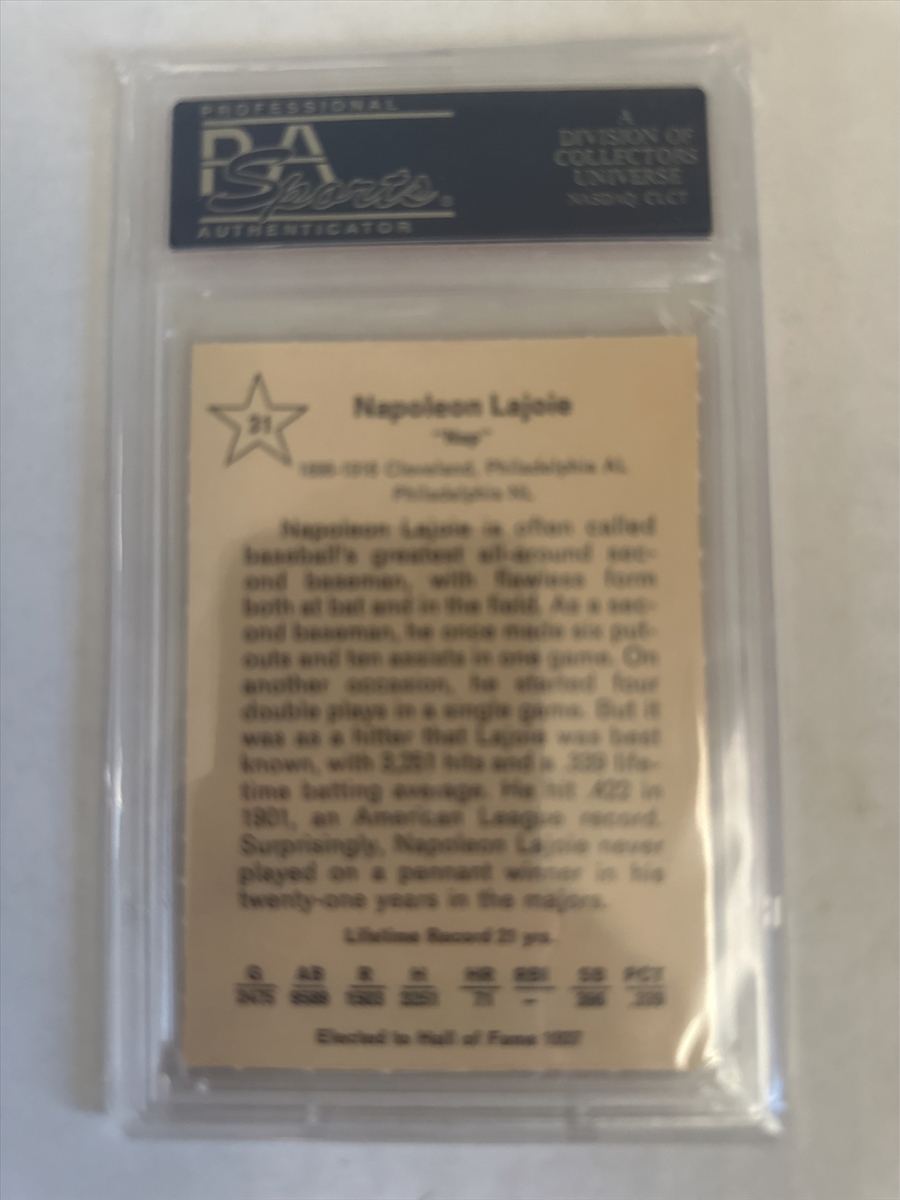 PROFESSIONAL
PSA
Sports®
AUTHENTICATOR
A
DIVISION OF
COLLECTORS
UNIVERSE
NASDAQ: CLCT
21
Napoleon Lajoie
"Nap"
Cleveland, Philadelphia AL
Philadelphia NL
Napoleon Lajoie is often called
baseball's greatest all-around sec-
ond baseman, with flawless form
both at bat and in the field. As a sec-
ond baseman, he once made six put-
outs and ten assists in one game. On
another occasion, he started four
double plays in a single game. But it
was as a hitter that Lajoie was best
known, with 3,251 hits and a .339 life-
time batting average. He hit .422 in
1901, an American League record.
Surprisingly, Napoleon Lajoie never
played on a pennant winner in his
twenty-one years in the majors.
Lifetime Record 21 yrs.
G AB R H HR RBI SB PCT
2475 3251 – .339
Elected to Hall of Fame 1937